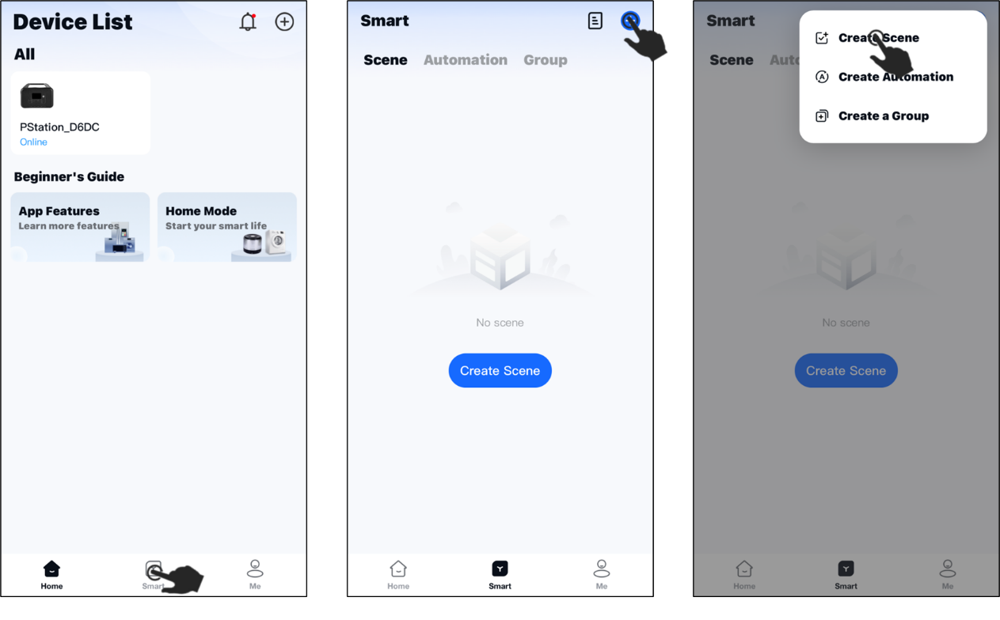 Device List
All
PStation_D6DC
Online
Beginner's Guide
App Features
Learn more features
Home Mode
Start your smart life
Home
Smart
Me
Smart
Scene Automation Group
No scene
Create Scene
Home
Smart
Me
Smart
Scene
Create Scene
Create Automation
Create a Group
No scene
Create Scene
Home
Smart
Me